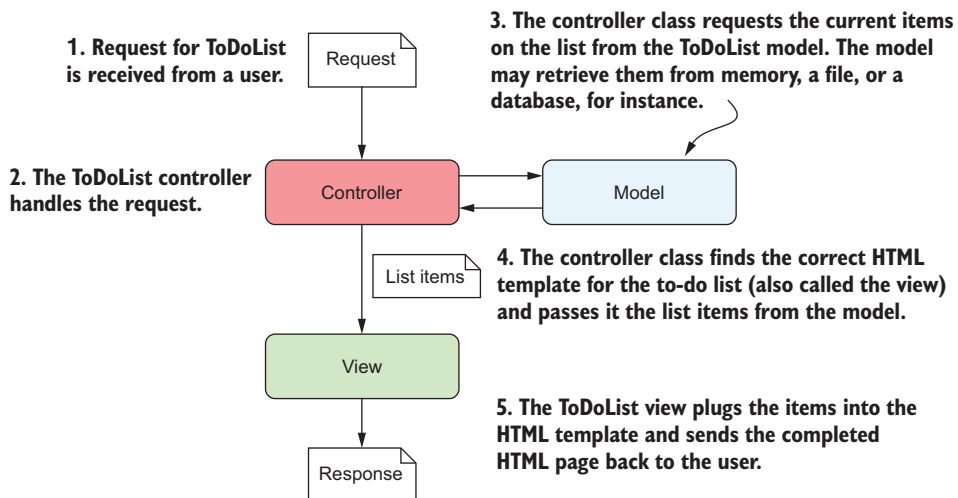 1. Request for ToDoList
is received from a user.
Request
3. The controller class requests the current items
on the list from the ToDoList model. The model
may retrieve them from memory, a file, or a
database, for instance.
2. The ToDoList controller
handles the request.
Controller
Model
List items
4. The controller class finds the correct HTML
template for the to-do list (also called the view)
and passes it the list items from the model.
View
5. The ToDoList view plugs the items into the
HTML template and sends the completed
HTML page back to the user.
Response